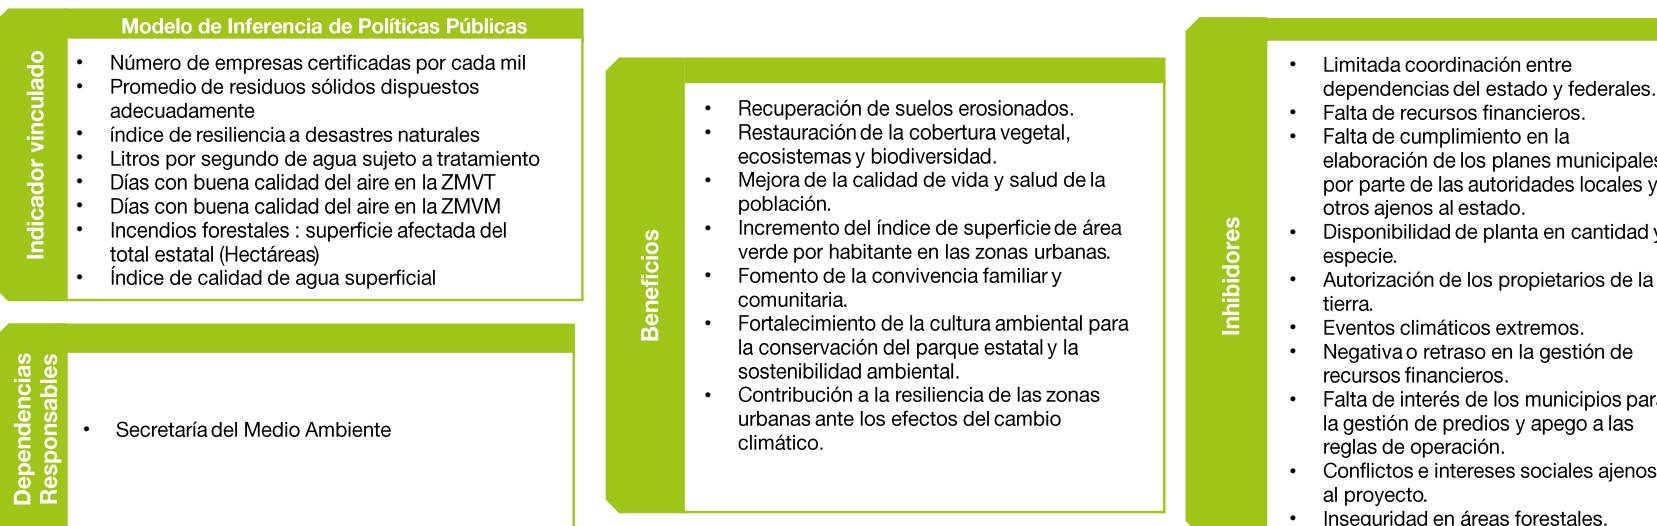 Modelo de Inferencia de Políticas Públicas
Indicador vinculado
• Número de empresas certificadas por cada mil
• Promedio de residuos sólidos dispuestos
adecuadamente
• índice de resiliencia a desastres naturales
• Litros por segundo de agua sujeto a tratamiento
• Días con buena calidad del aire en la ZMVT
• Días con buena calidad del aire en la ZMVM
• Incendios forestales : superficie afectada del
total estatal (Hectáreas)
• Índice de calidad de agua superficial
Dependencias
Responsables
• Secretaría del Medio Ambiente
Beneficios
• Recuperación de suelos erosionados.
• Restauración de la cobertura vegetal,
ecosistemas y biodiversidad.
• Mejora de la calidad de vida y salud de la
población.
• Incremento del índice de superficie de área
verde por habitante en las zonas urbanas.
• Fomento de la convivencia familiar y
comunitaria.
• Fortalecimiento de la cultura ambiental para
la conservación del parque estatal y la
sostenibilidad ambiental.
• Contribución a la resiliencia de las zonas
urbanas ante los efectos del cambio
climático.
Inhibidores
• Limitada coordinación entre
dependencias del estado y federales.
• Falta de recursos financieros.
• Falta de cumplimiento en la
elaboración de los planes municipales
por parte de las autoridades locales y
otros ajenos al estado.
• Disponibilidad de planta en cantidad y
especie.
• Autorización de los propietarios de la
tierra.
• Eventos climáticos extremos.
• Negativa o retraso en la gestión de
recursos financieros.
• Falta de interés de los municipios para
la gestión de predios y apego a las
reglas de operación.
• Conflictos e intereses sociales ajenos
al proyecto.
• Inseguridad en áreas forestales.